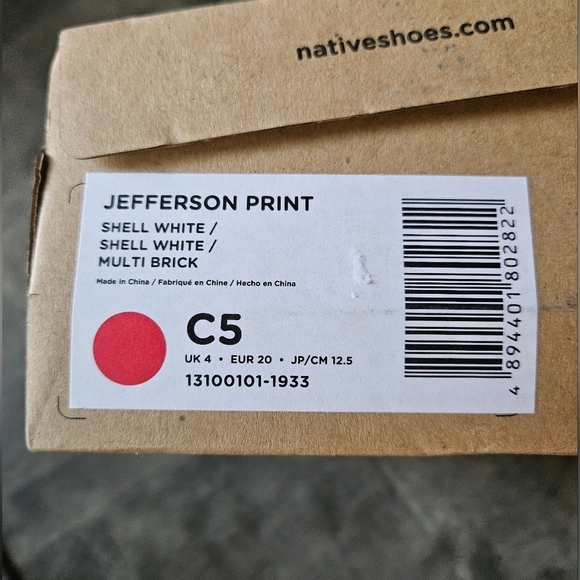 nativeshoes.com
JEFFERSON PRINT
SHELL WHITE /
SHELL WHITE /
MULTI BRICK
Made in China / Fabriqué en Chine / Hecho en China
C5
UK 4 • EUR 20 • JP/CM 12.5
13100101-1933
4 894401 802822